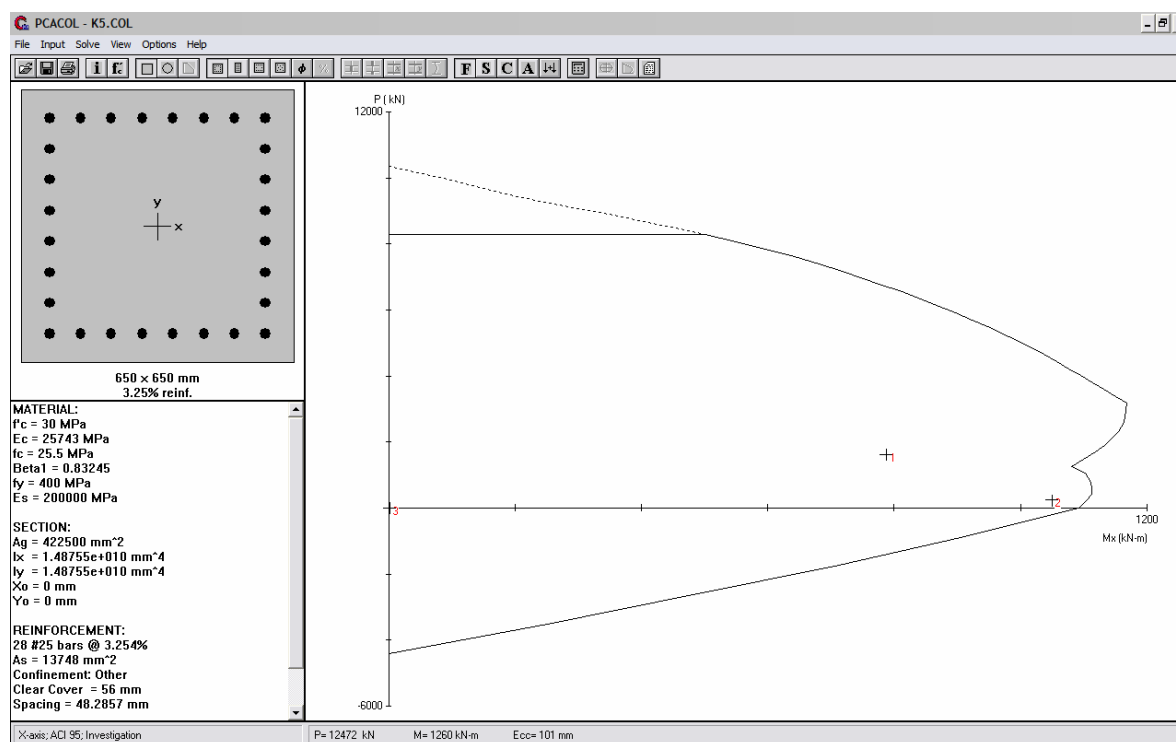 PCACOL - K5.COL
File Input Solve View Options Help
F S C A
P (kN)
12000
y
x
650 x 650 mm
3.25% reinf.
MATERIAL:
f'c = 30 MPa
Ec = 25743 MPa
fc = 25.5 MPa
Beta1 = 0.83245
fy = 400 MPa
Es = 200000 MPa
SECTION:
Ag = 422500 mm^2
Ix = 1.48755e+010 mm^4
Iy = 1.48755e+010 mm^4
Xo = 0 mm
Yo = 0 mm
REINFORCEMENT:
28 #25 bars @ 3.254%
As = 13748 mm^2
Confinement: Other
Clear Cover = 56 mm
Spacing = 48.2857 mm
1
2
3
1200
Mx (kN-m)
-6000
X-axis; ACI 95; Investigation
P= 12472 kN M= 1260 kN-m Ecc= 101 mm